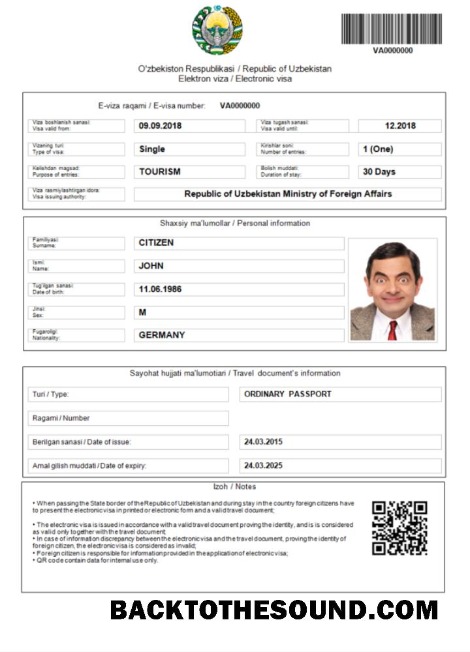 VA0000000
O'zbekiston Respulikasi / Republic of Uzbekistan
Elektron viza / Electronic visa
E-viza raqami / E-visa number: VA0000000
Viza boshlanish sanasi:
Visa valid from:
09.09.2018
Viza tugash sanasi:
Visa valid until:
12.2018
Vizaning turi:
Type of visa:
Single
Kirishlar soni:
Number of entries:
1 (One)
Kelishdan maqsad:
Purpose of entries:
TOURISM
Bolish muddati:
Duration of stay:
30 Days
Viza rasmiylashtirgan idora:
Visa issuing authority:
Republic of Uzbekistan Ministry of Foreign Affairs
Shaxsiy ma'lumollar / Personal information
Familiyasi:
Surname:
CITIZEN
Ismi:
Name:
JOHN
Tug'ilgan sanasi:
Date of birth:
11.06.1986
Jinsi:
Sex:
M
Fuqaroligi:
Nationality:
GERMANY
Sayohat hujjati ma'lumotiari / Travel document's information
Turi / Type:
ORDINARY PASSPORT
Ragami / Number
Berilgan sanasi / Date of issue:
24.03.2015
Amal gilish muddati / Date of expiry:
24.03.2025
Izoh / Notes
• When passing the State border of the Republic of Uzbekistan and during stay in the country foreign citizens have
to present the electronic visa in printed or electronic form and a valid travel document;
• The electronic visa is issued in accordance with a valid travel document proving the identity, and is is considered
as valid only together with the travel document;
• In case of information discrepancy between the electronic visa and the travel document, proving the identity of
foreign citizen, the electronic visa is considered as invalid;
• Foreign citizen is responsible for information provided in the application of electronic visa;
• QR code contain data for internal use only.
BACKTOTHESOUND.COM